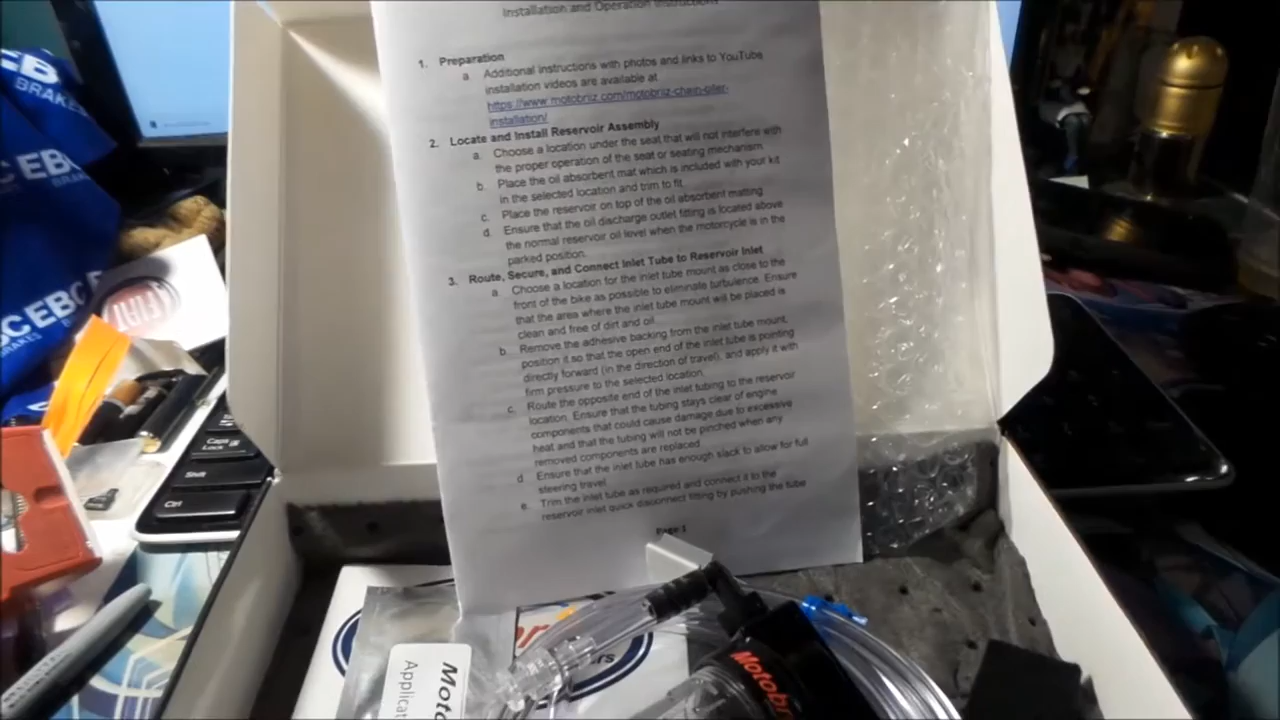 Installation and Operation Instructions
1. Preparation
a Additional instructions with photos and links to YouTube
installation videos are available at
https://www.motobriiz.com/motobriiz-chain-oiler-
installation/
2. Locate and Install Reservoir Assembly
a. Choose a location under the seat that will not interfere with
the proper operation of the seat or seating mechanism.
b. Place the oil absorbent mat which is included with your kit
in the selected location and trim to fit.
c. Place the reservoir on top of the oil absorbent matting
d. Ensure that the oil discharge outlet fitting is located above
the normal reservoir oil level when the motorcycle is in the
parked position.
3. Route, Secure, and Connect Inlet Tube to Reservoir Inlet
a. Choose a location for the inlet tube mount as close to the
front of the bike as possible to eliminate turbulence. Ensure
that the area where the inlet tube mount will be placed is
clean and free of dirt and oil.
b. Remove the adhesive backing from the inlet tube mount,
position it so that the open end of the inlet tube is pointing
directly forward (in the direction of travel), and apply it with
firm pressure to the selected location.
c. Route the opposite end of the inlet tubing to the reservoir
location. Ensure that the tubing stays clear of engine
components that could cause damage due to excessive
heat and that the tubing will not be pinched when any
removed components are replaced.
d. Ensure that the inlet tube has enough slack to allow for full
steering travel.
e. Trim the inlet tube as required and connect it to the
reservoir inlet quick disconnect fitting by pushing the tube
Page 1
CB
BRAKE
C EBC
BRAK
EBC
SC EBC
BRAKES
FIAT
Caps
Lock
Shift
Ctrl
Moto
Applicat
ers
Motobr